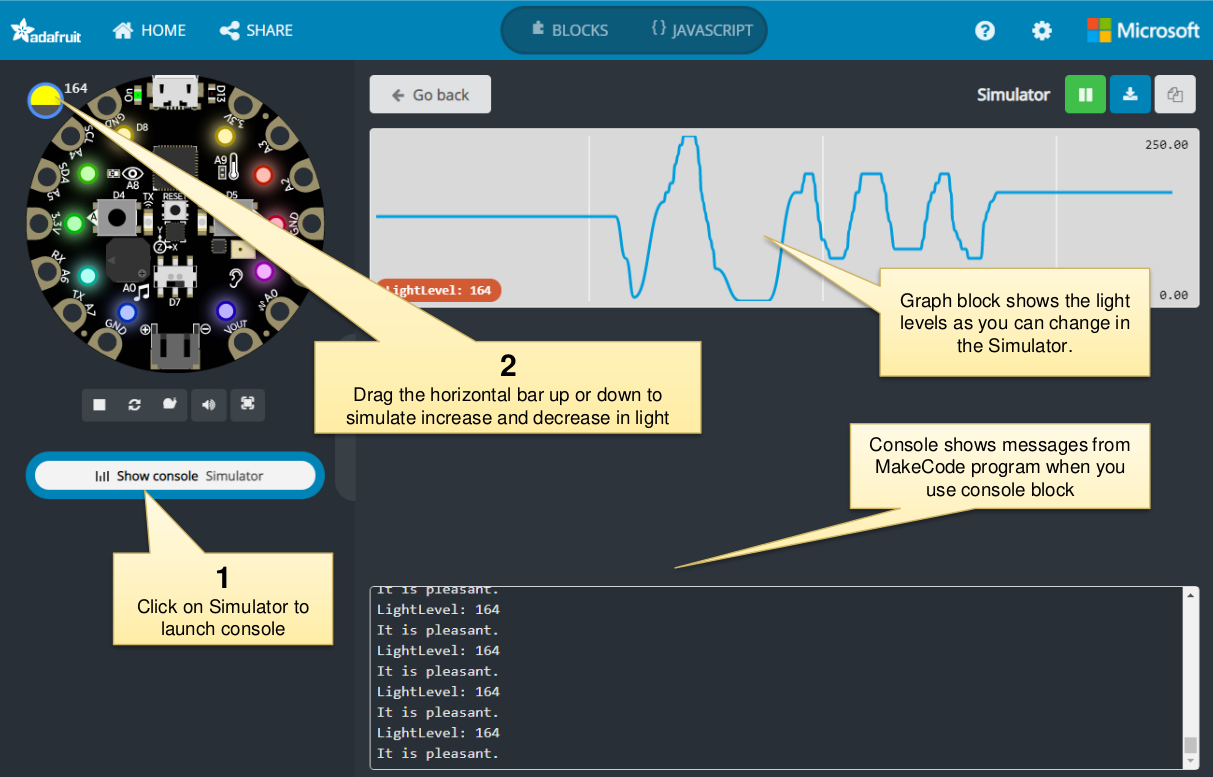 adafruit
HOME
SHARE
BLOCKS
{} JAVASCRIPT
Microsoft
164
Go back
Simulator
On
D13
GND
D8
3.3V
SCL
A4
A9
A3
SDA
A8
A2
A5
D4
TX
RESET
D5
3.3V
A
GND
Y
Z
X
RX
A6
A0
A0
TX
A7
D7
GND
VOUT
250.00
LightLevel: 164
0.00
Graph block shows the light
levels as you can change in
the Simulator.
2
Drag the horizontal bar up or down to
simulate increase and decrease in light
Show console Simulator
Console shows messages from
MakeCode program when you
use console block
1
Click on Simulator to
launch console
It is pleasant.
LightLevel: 164
It is pleasant.
LightLevel: 164
It is pleasant.
LightLevel: 164
It is pleasant.
LightLevel: 164
It is pleasant.